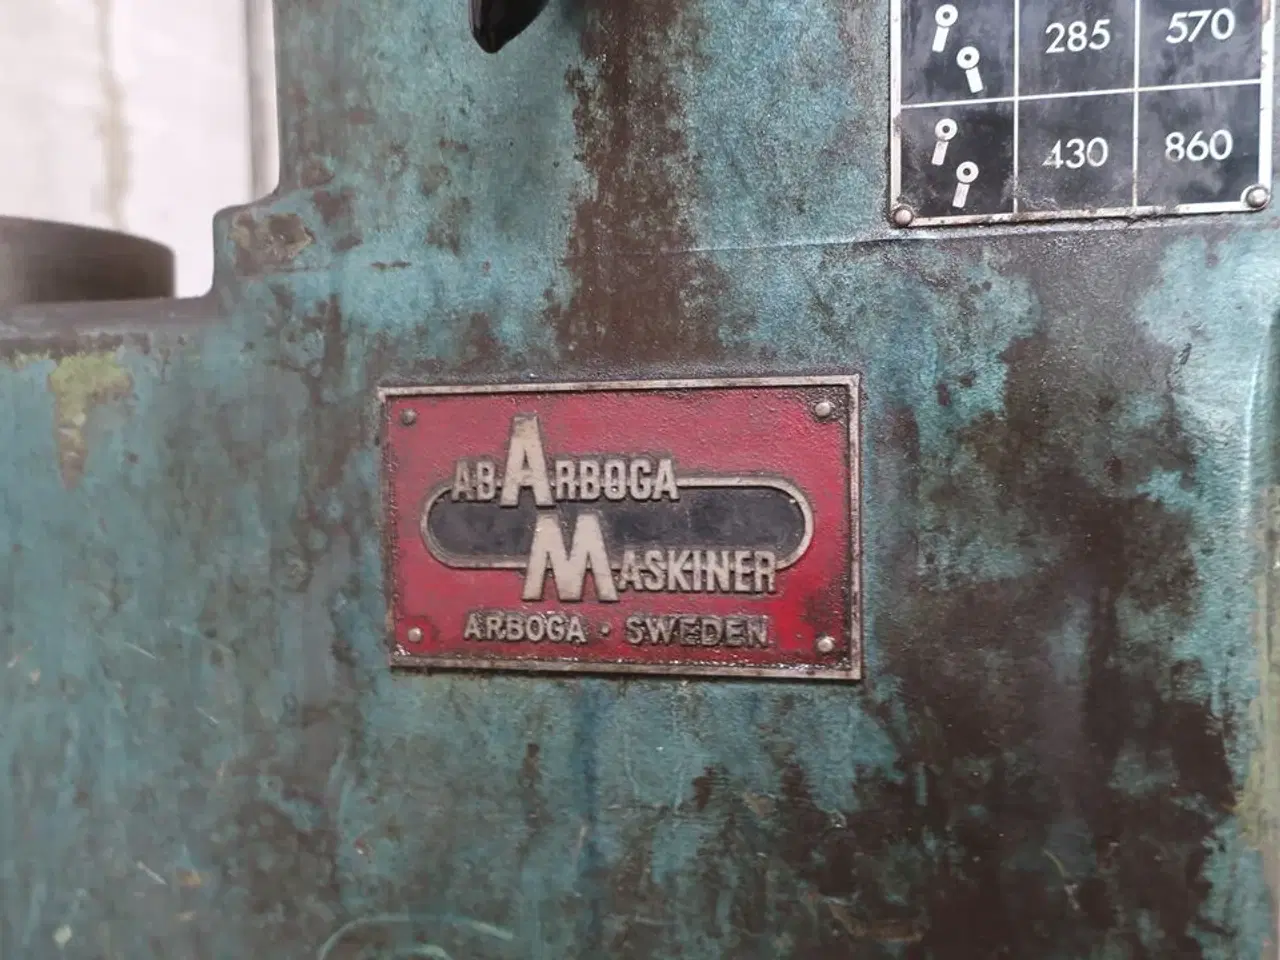 285 570
430 860
AB ARBOGA
MASKINER
ARBOGA · SWEDEN